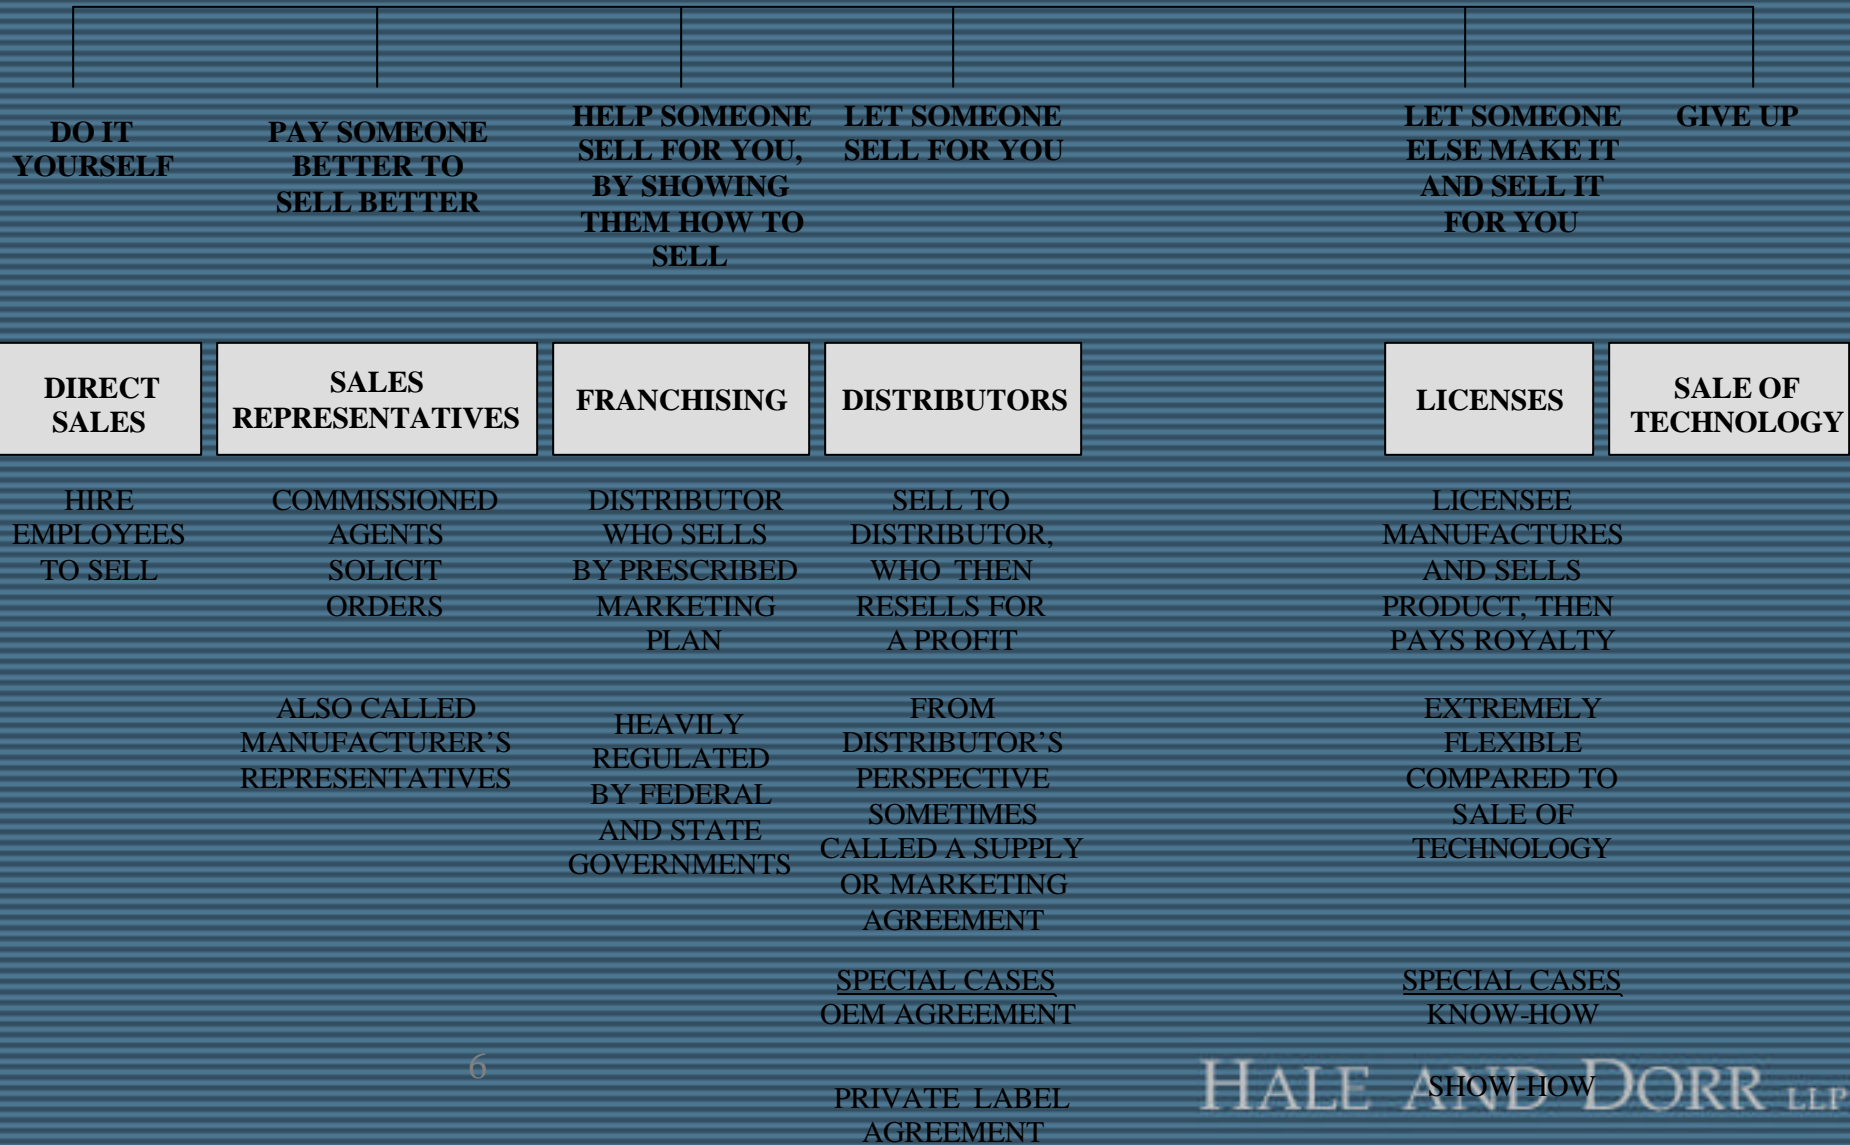 DO IT
YOURSELF
PAY SOMEONE
BETTER TO
SELL BETTER
HELP SOMEONE
SELL FOR YOU,
BY SHOWING
THEM HOW TO
SELL
LET SOMEONE
SELL FOR YOU
LET SOMEONE
ELSE MAKE IT
AND SELL IT
FOR YOU
GIVE UP
DIRECT
SALES
SALES
REPRESENTATIVES
FRANCHISING
DISTRIBUTORS
LICENSES
SALE OF
TECHNOLOGY
HIRE
EMPLOYEES
TO SELL
COMMISSIONED
AGENTS
SOLICIT
ORDERS
ALSO CALLED
MANUFACTURER’S
REPRESENTATIVES
DISTRIBUTOR
WHO SELLS
BY PRESCRIBED
MARKETING
PLAN
HEAVILY
REGULATED
BY FEDERAL
AND STATE
GOVERNMENTS
SELL TO
DISTRIBUTOR,
WHO THEN
RESELLS FOR
A PROFIT
FROM
DISTRIBUTOR’S
PERSPECTIVE
SOMETIMES
CALLED A SUPPLY
OR MARKETING
AGREEMENT
SPECIAL CASES
OEM AGREEMENT
PRIVATE LABEL
AGREEMENT
LICENSEE
MANUFACTURES
AND SELLS
PRODUCT, THEN
PAYS ROYALTY
EXTREMELY
FLEXIBLE
COMPARED TO
SALE OF
TECHNOLOGY
SPECIAL CASES
KNOW-HOW
SHOW-HOW
6
HALE AND DORR LLP